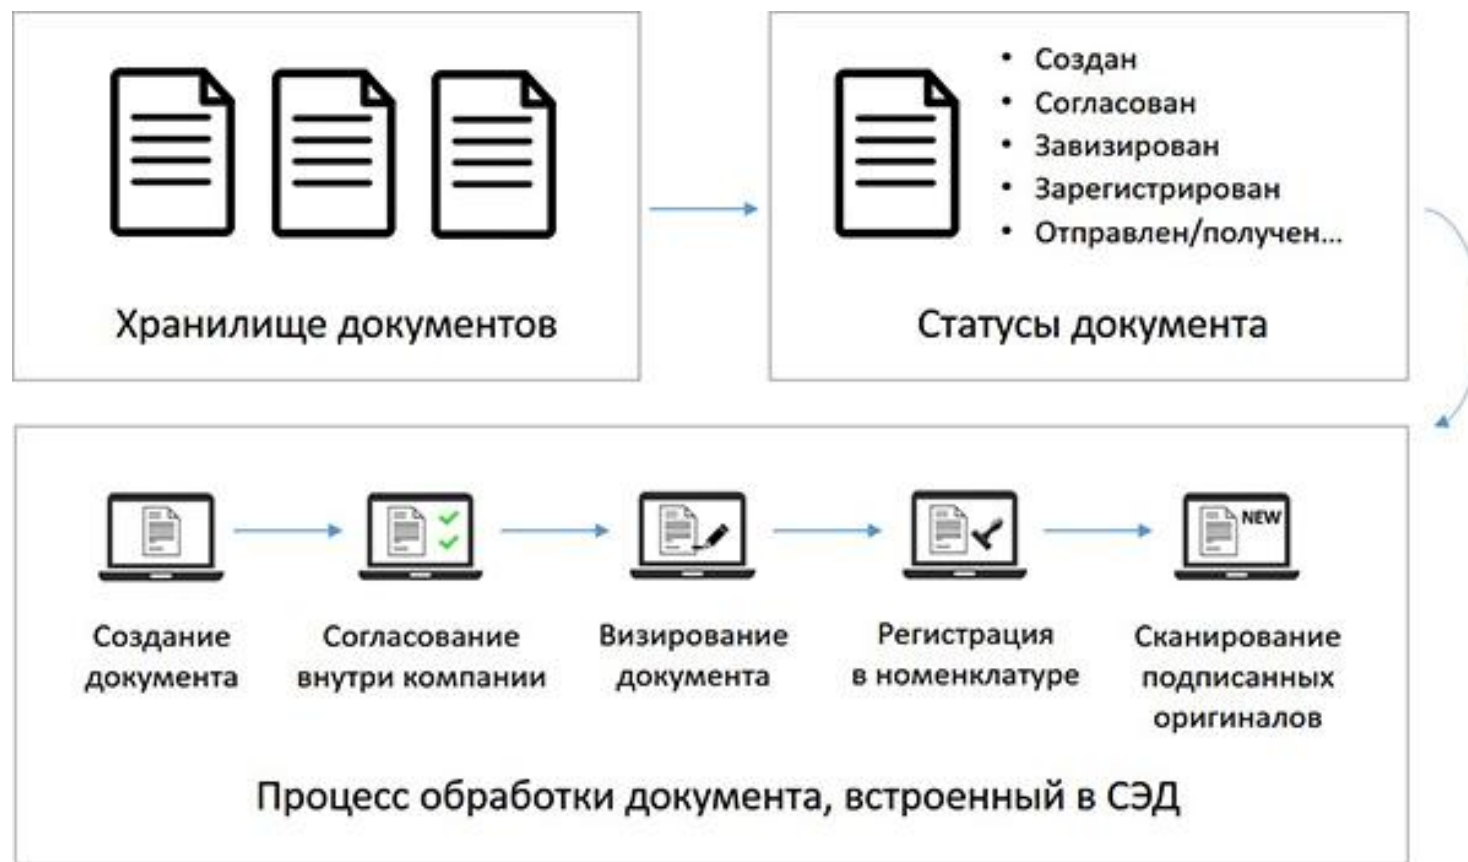 • Создан
• Согласован
• Завизирован
• Зарегистрирован
• Отправлен/получен...
Хранилище документов
Статусы документа
NEW
Создание
документа
Согласование
внутри компании
Визирование
документа
Регистрация
в номенклатуре
Сканирование
подписанных
оригиналов
Процесс обработки документа, встроенный в СЭД